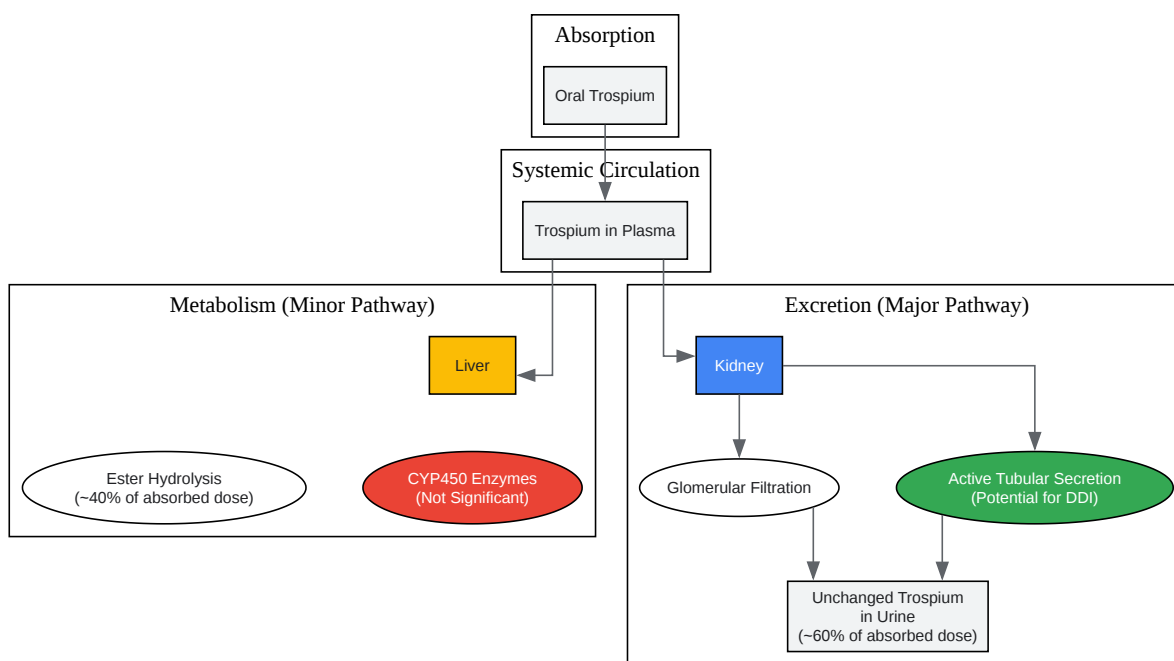 Absorption
Oral Trospium
Systemic Circulation
Trospium in Plasma
Metabolism (Minor Pathway)
Liver
Ester Hydrolysis
(~40% of absorbed dose)
CYP450 Enzymes
(Not Significant)
Excretion (Major Pathway)
Kidney
Glomerular Filtration
Active Tubular Secretion
(Potential for DDI)
Unchanged Trospium
in Urine
(~60% of absorbed dose)